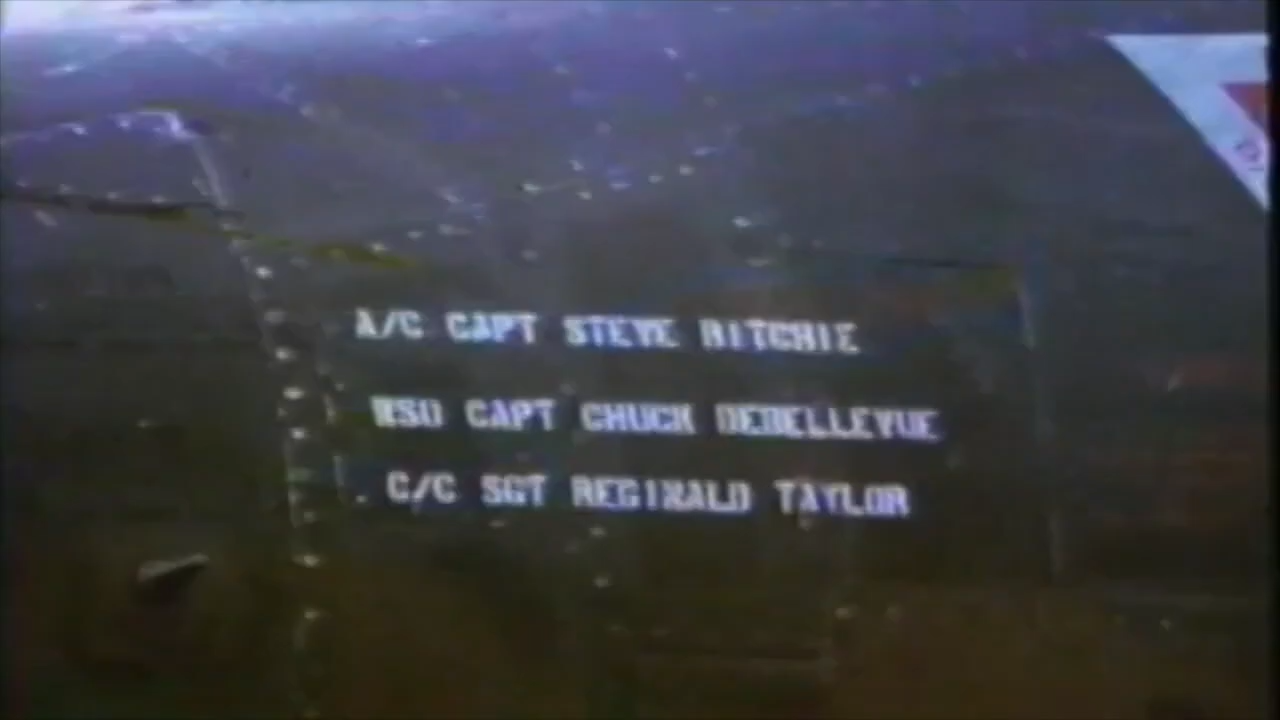 A/C CAPT STEVE RITCHIE
WSO CAPT CHUCK DEBELLEVUE
C/C SGT REGINALD TAYLOR